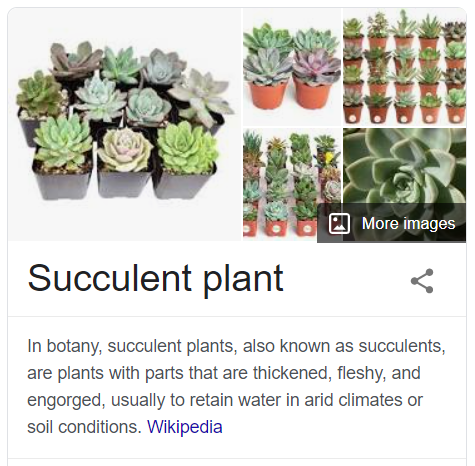 More images
Succulent plant
In botany, succulent plants, also known as succulents,
are plants with parts that are thickened, fleshy, and
engorged, usually to retain water in arid climates or
soil conditions. Wikipedia